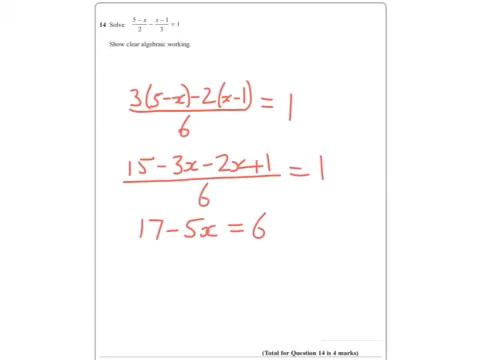 14 Solve (5−x)/2 − (x−1)/3 = 1
Show clear algebraic working.
(3(5−x)−2(x−1))/6 = 1
(15−3x−2x+1)/6 = 1
17−5x = 6
(Total for Question 14 is 4 marks)